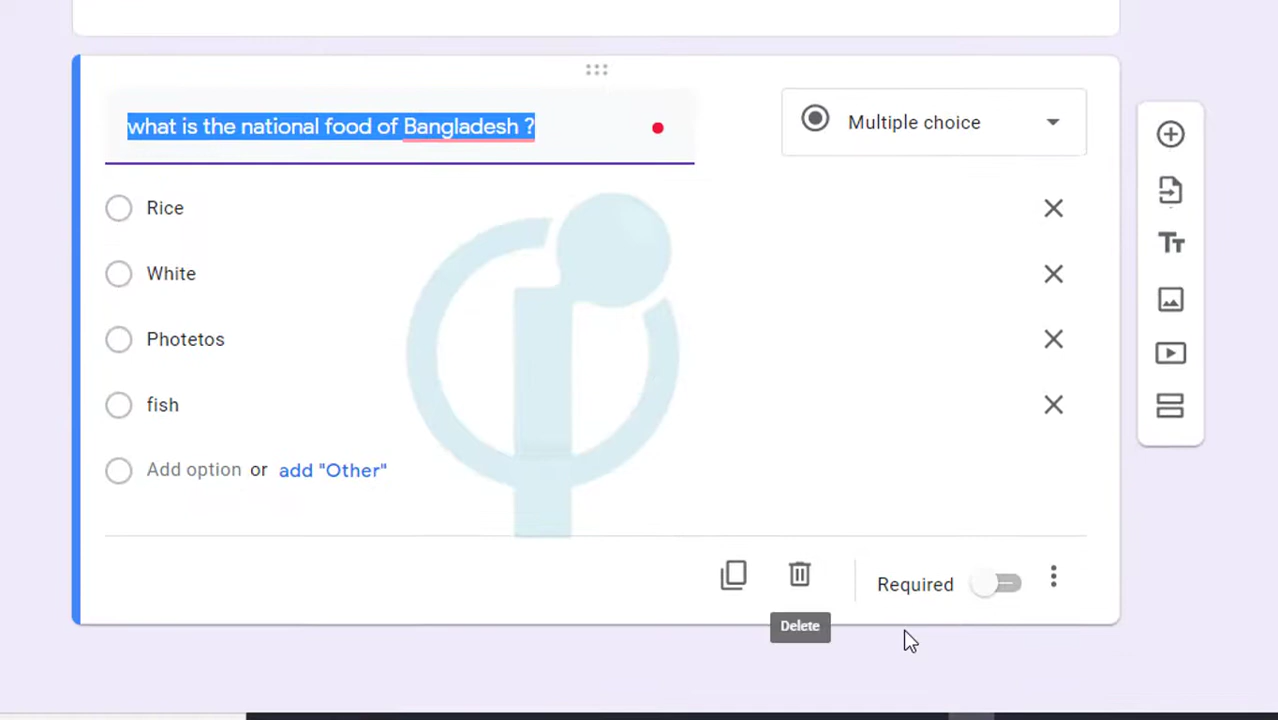 what is the national food of Bangladesh ?
Multiple choice
Rice
White
Photetos
fish
Add option or add "Other"
Required
Delete